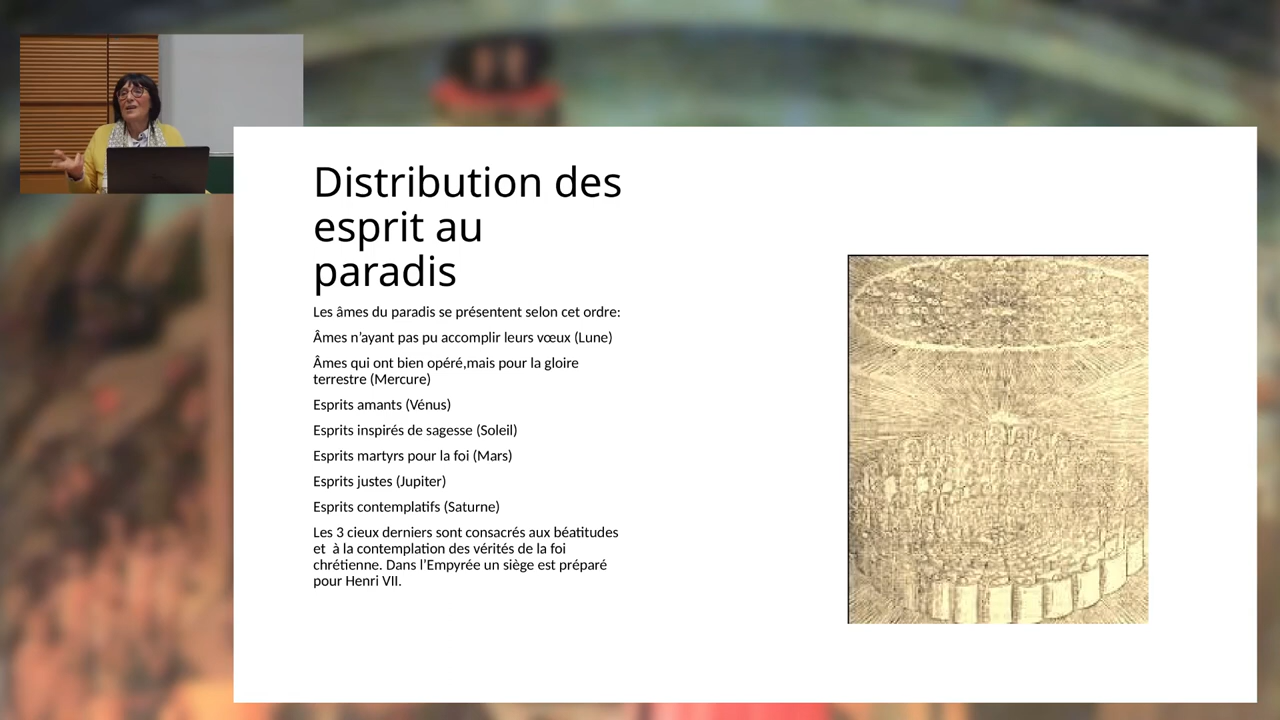 Distribution des
esprit au
paradis
Les âmes du paradis se présentent selon cet ordre:
Âmes n’ayant pas pu accomplir leurs vœux (Lune)
Âmes qui ont bien opéré,mais pour la gloire
terrestre (Mercure)
Esprits amants (Vénus)
Esprits inspirés de sagesse (Soleil)
Esprits martyrs pour la foi (Mars)
Esprits justes (Jupiter)
Esprits contemplatifs (Saturne)
Les 3 cieux derniers sont consacrés aux béatitudes
et  à la contemplation des vérités de la foi
chrétienne. Dans l’Empyrée un siège est préparé
pour Henri VII.